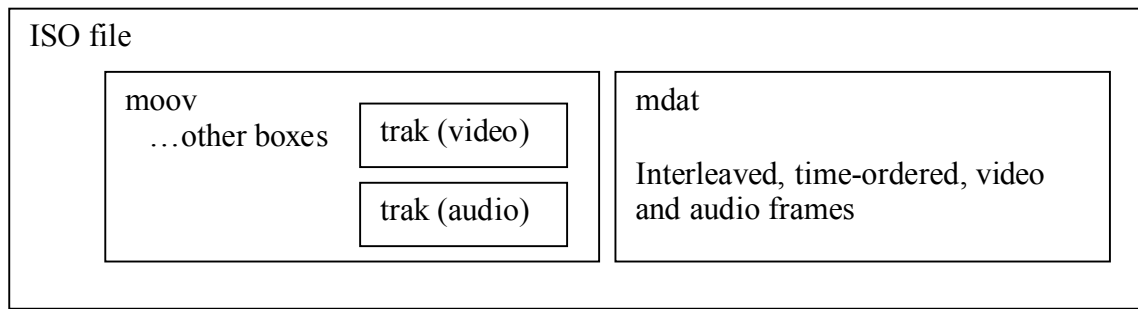 ISO file
moov
…other boxes
trak (video)
trak (audio)
mdat
Interleaved, time-ordered, video
and audio frames